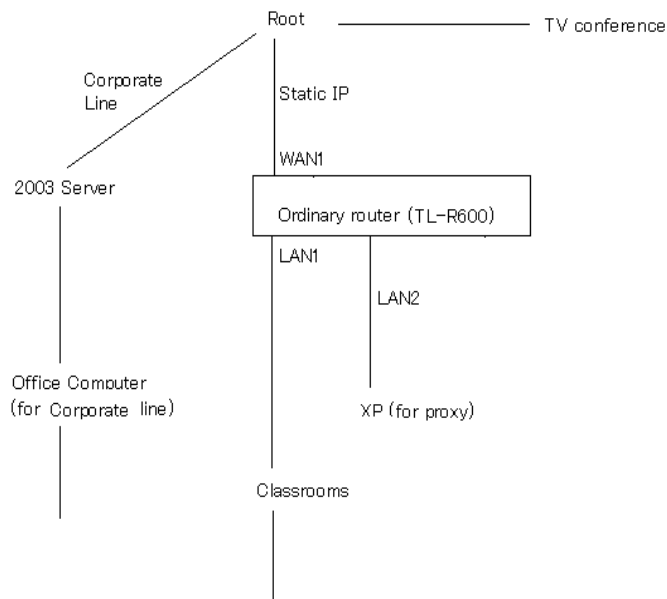 Root
TV conference
Corporate
Line
Static IP
WAN1
2003 Server
Ordinary router (TL-R600)
LAN1
LAN2
Office Computer
(for Corporate line)
XP (for proxy)
Classrooms